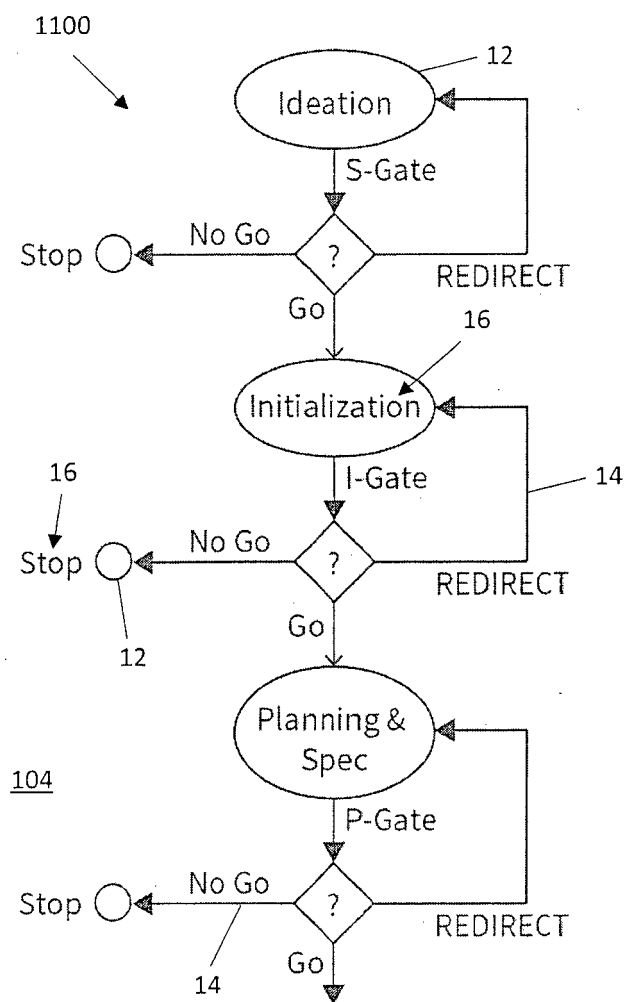 1100
12
Ideation
S-Gate
Stop
No Go
?
REDIRECT
Go
16
Initialization
I-Gate
14
16
Stop
No Go
?
REDIRECT
12
Go
Planning &
Spec
104
P-Gate
Stop
No Go
?
REDIRECT
14
Go